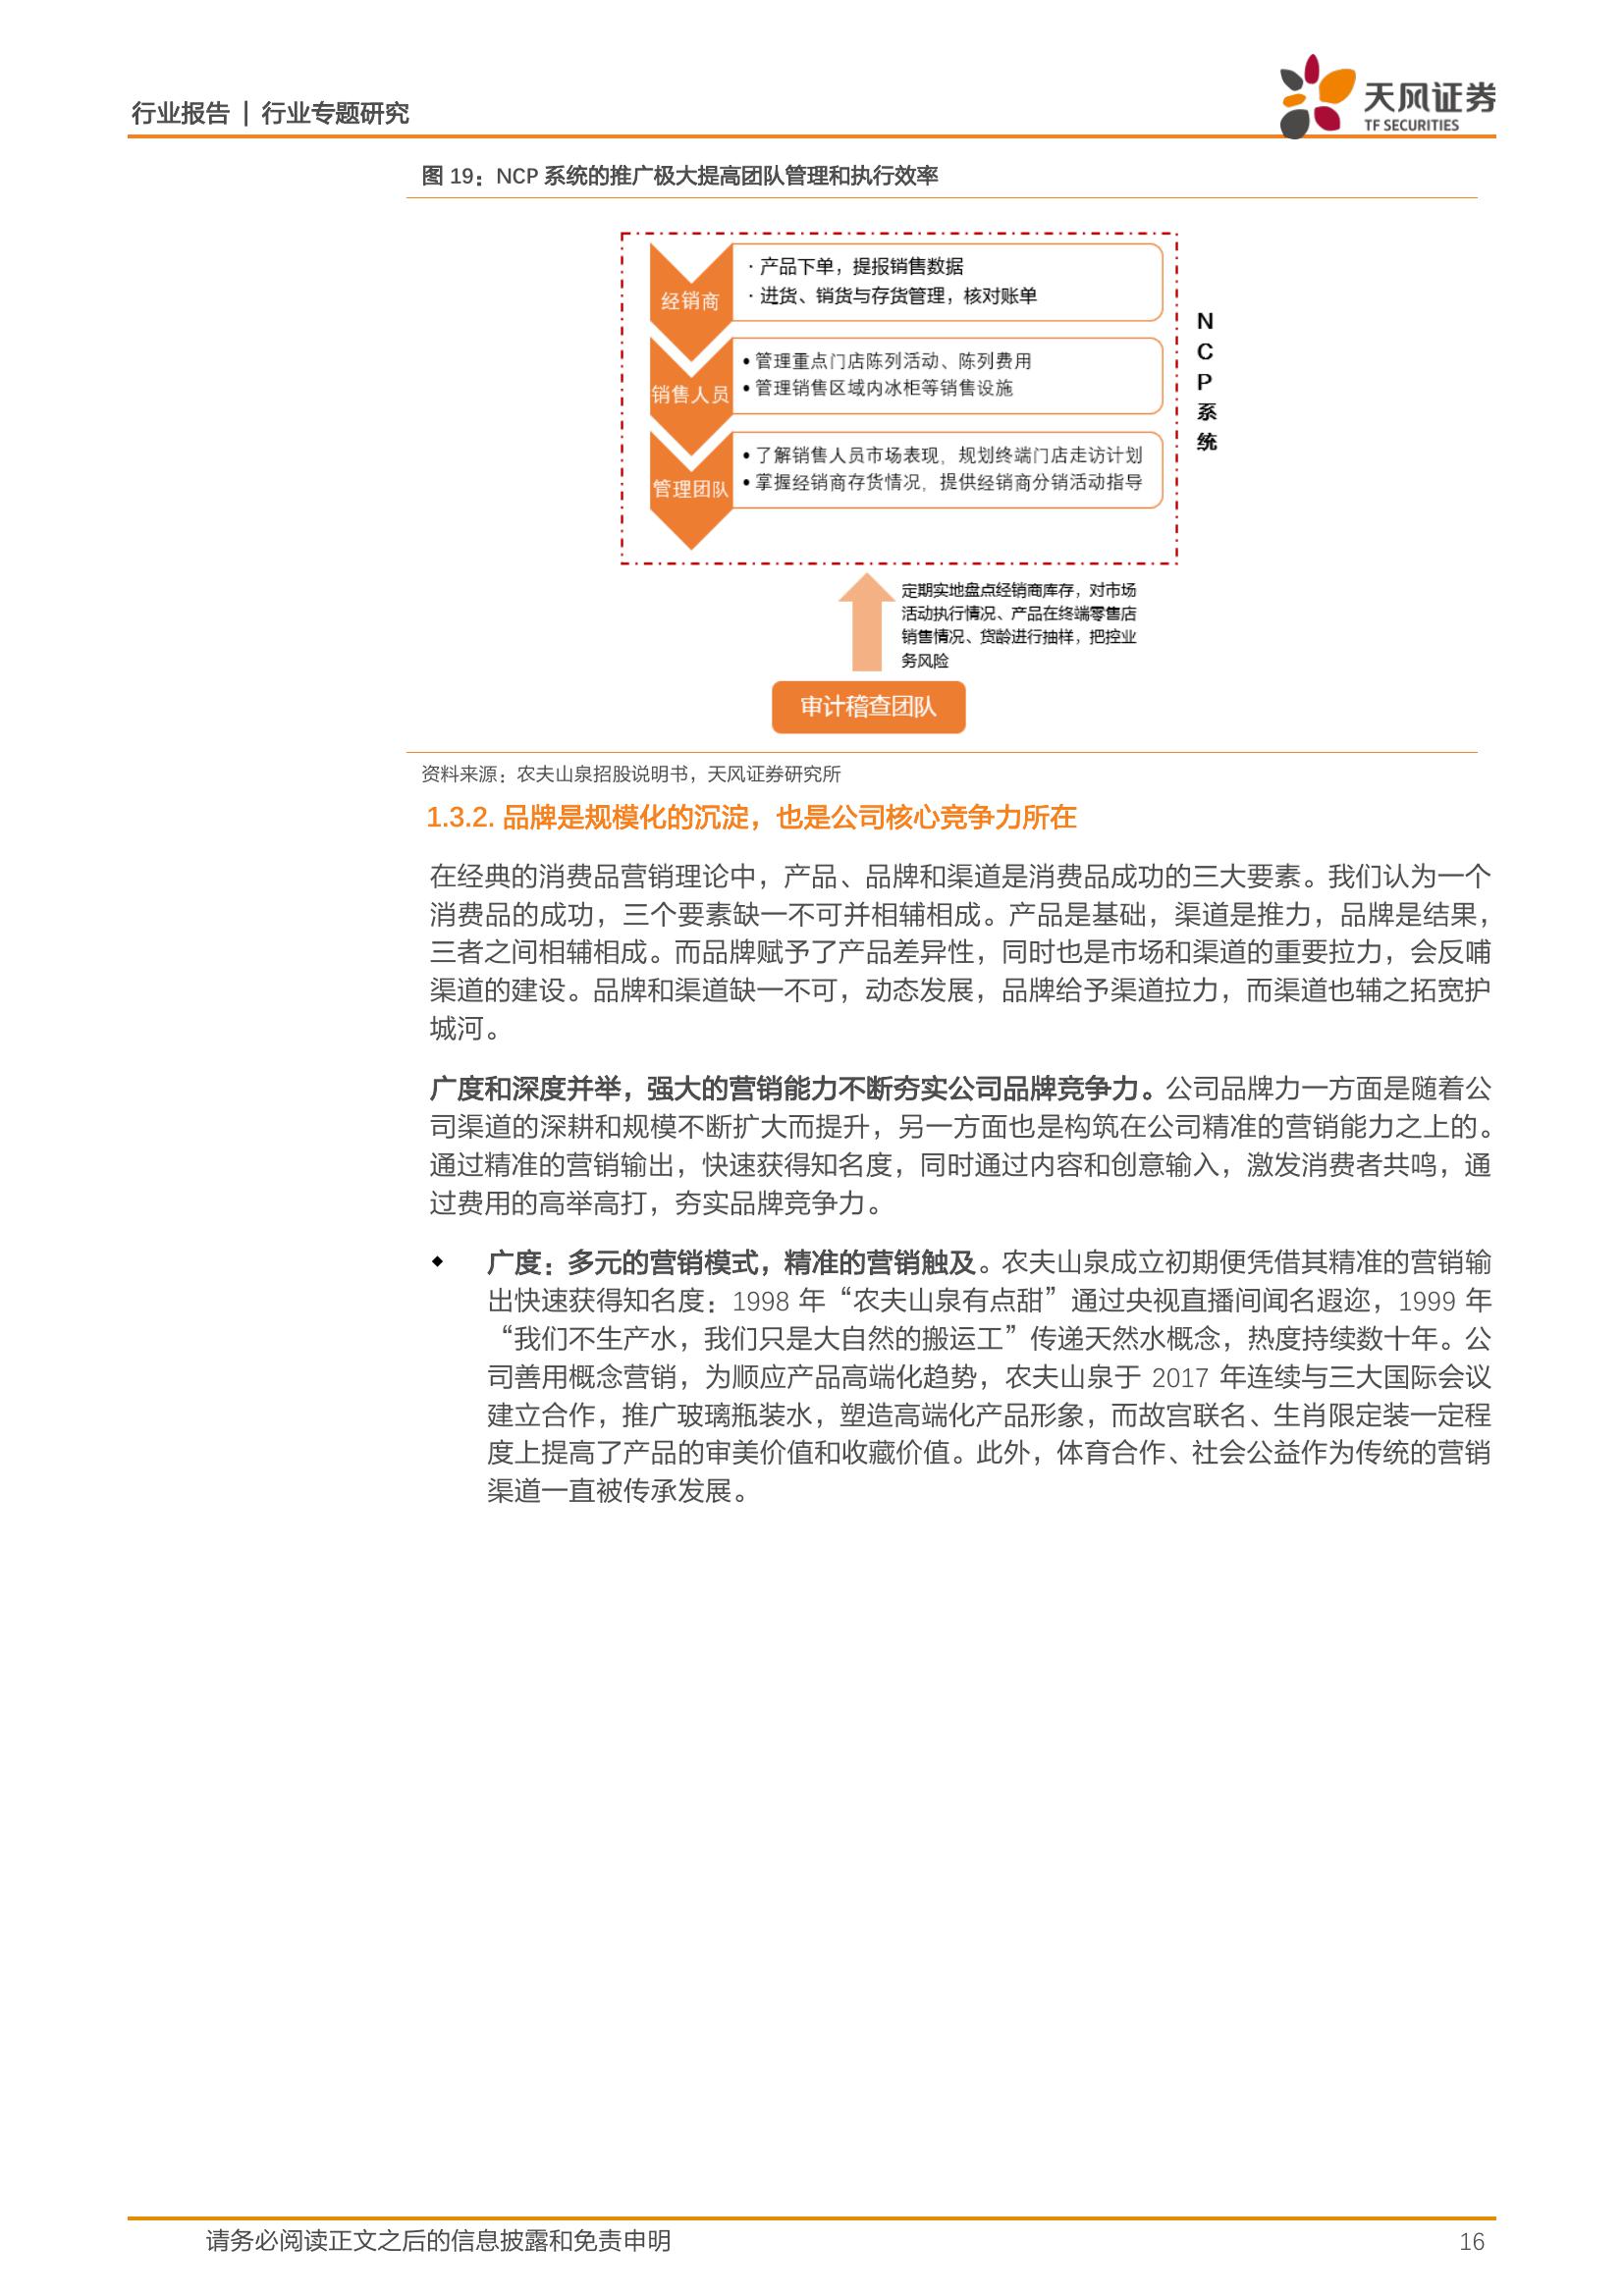 行业报告 | 行业专题研究
天风证券
TF SECURITIES
图 19：NCP 系统的推广极大提高团队管理和执行效率
经销商
· 产品下单，提报销售数据
· 进货、销货与存货管理，核对账单
销售人员
• 管理重点门店陈列活动、陈列费用
• 管理销售区域内冰柜等销售设施
管理团队
• 了解销售人员市场表现，规划终端门店走访计划
• 掌握经销商存货情况，提供经销商分销活动指导
N
C
P
系
统
定期实地盘点经销商库存，对市场
活动执行情况、产品在终端零售店
销售情况、货龄进行抽样，把控业
务风险
审计稽查团队
资料来源：农夫山泉招股说明书，天风证券研究所
1.3.2. 品牌是规模化的沉淀，也是公司核心竞争力所在
在经典的消费品营销理论中，产品、品牌和渠道是消费品成功的三大要素。我们认为一个
消费品的成功，三个要素缺一不可并相辅相成。产品是基础，渠道是推力，品牌是结果，
三者之间相辅相成。而品牌赋予了产品差异性，同时也是市场和渠道的重要拉力，会反哺
渠道的建设。品牌和渠道缺一不可，动态发展，品牌给予渠道拉力，而渠道也辅之拓宽护
城河。
广度和深度并举，强大的营销能力不断夯实公司品牌竞争力。公司品牌力一方面是随着公
司渠道的深耕和规模不断扩大而提升，另一方面也是构筑在公司精准的营销能力之上的。
通过精准的营销输出，快速获得知名度，同时通过内容和创意输入，激发消费者共鸣，通
过费用的高举高打，夯实品牌竞争力。
◆ 广度：多元的营销模式，精准的营销触及。农夫山泉成立初期便凭借其精准的营销输
出快速获得知名度：1998 年“农夫山泉有点甜”通过央视直播间闻名遐迩，1999 年
“我们不生产水，我们只是大自然的搬运工”传递天然水概念，热度持续数十年。公
司善用概念营销，为顺应产品高端化趋势，农夫山泉于 2017 年连续与三大国际会议
建立合作，推广玻璃瓶装水，塑造高端化产品形象，而故宫联名、生肖限定装一定程
度上提高了产品的审美价值和收藏价值。此外，体育合作、社会公益作为传统的营销
渠道一直被传承发展。
请务必阅读正文之后的信息披露和免责申明
16